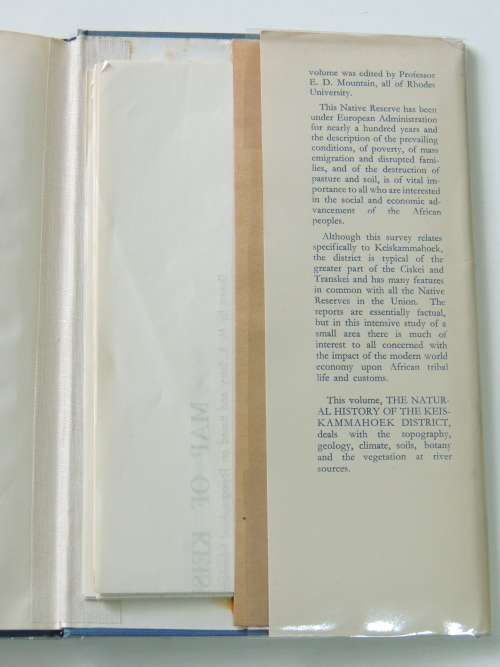 volume was edited by Professor
E. D. Mountain, all of Rhodes
University.
This Native Reserve has been
under European Administration
for nearly a hundred years and
the description of the prevailing
conditions, of poverty, of mass
emigration and disrupted fami-
lies, and of the destruction of
pasture and soil, is of vital im-
portance to all who are interested
in the social and economic ad-
vancement of the African
peoples.
Although this survey relates
specifically to Keiskammahoek,
the district is typical of the
greater part of the Ciskei and
Transkei and has many features
in common with all the Native
Reserves in the Union. The
reports are essentially factual,
but in this intensive study of a
small area there is much of
interest to all concerned with
the impact of the modern world
economy upon African tribal
life and customs.
This volume, THE NATUR-
AL HISTORY OF THE KEIS-
KAMMAHOEK DISTRICT,
deals with the topography,
geology, climate, soils, botany
and the vegetation at river
sources.
MAP OF KEIS